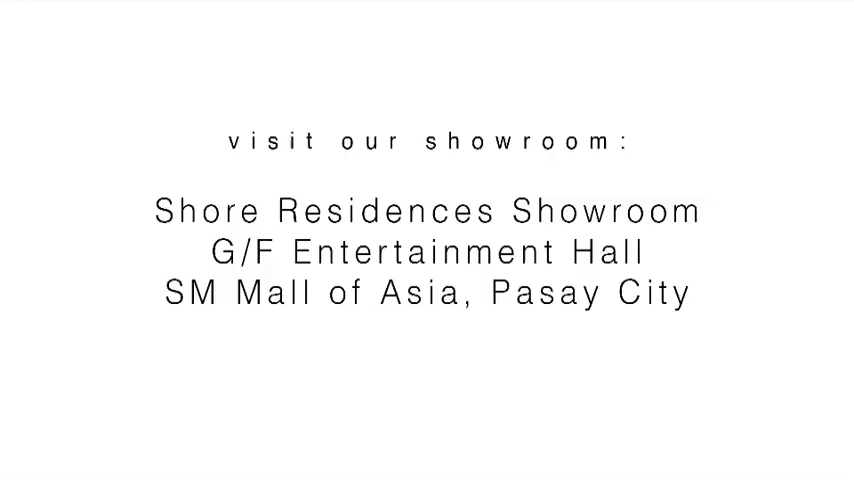 visit our showroom:
Shore Residences Showroom
G/F Entertainment Hall
SM Mall of Asia, Pasay City